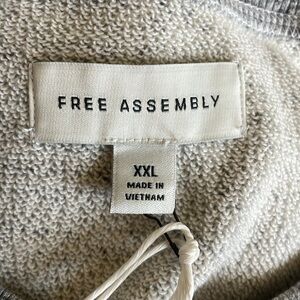 FREE ASSEMBLY
XXL
MADE IN
VIETNAM